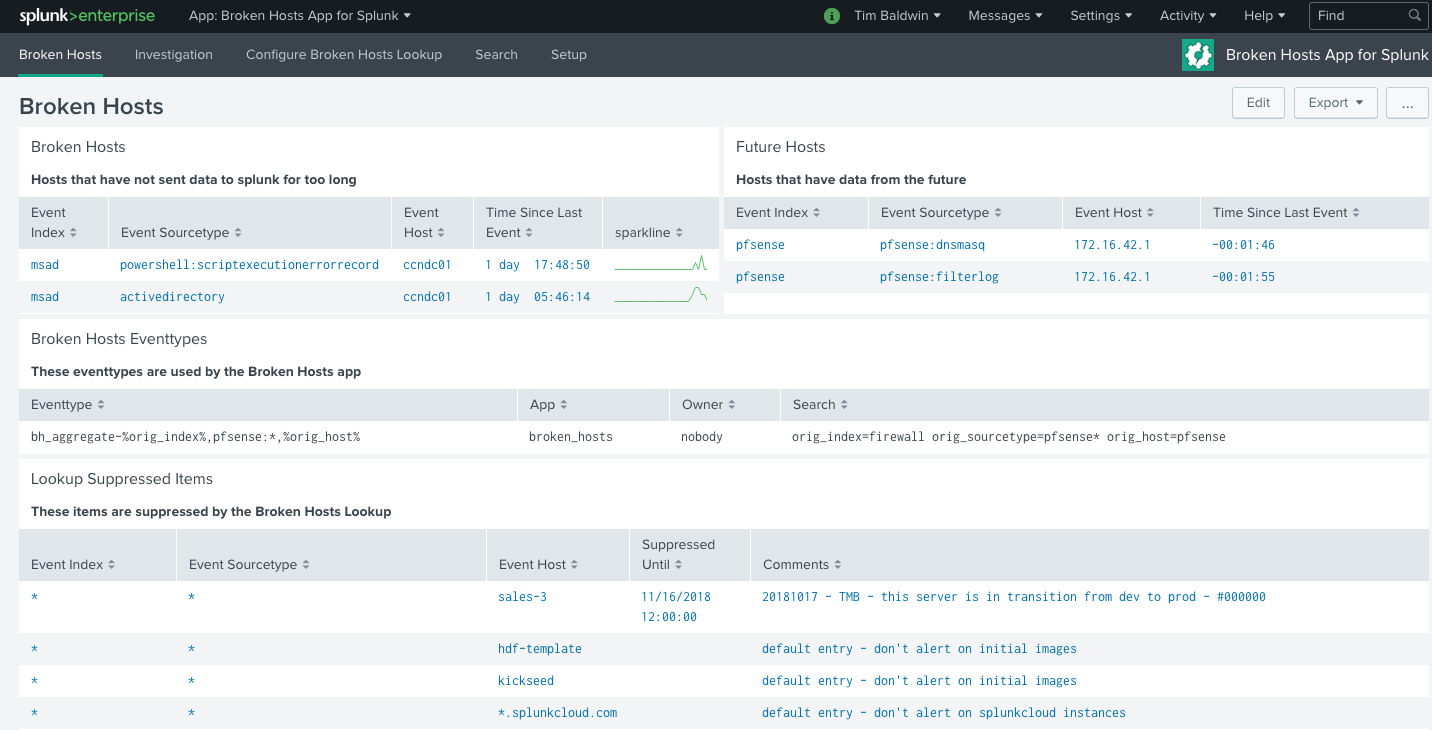 splunk>enterprise App: Broken Hosts App for Splunk i Tim Baldwin Messages Settings Activity Help Find
Broken Hosts Investigation Configure Broken Hosts Lookup Search Setup Broken Hosts App for Splunk
Broken Hosts Edit Export ...
Broken Hosts
Hosts that have not sent data to splunk for too long
Event Index Event Sourcetype Event Host Time Since Last Event sparkline
msad powershell:scriptexecutionerrorrecord ccndc01 1 day 17:48:50
msad activedirectory ccndc01 1 day 05:46:14
Future Hosts
Hosts that have data from the future
Event Index Event Sourcetype Event Host Time Since Last Event
pfsense pfsense:dnsmasq 172.16.42.1 -00:01:46
pfsense pfsense:filterlog 172.16.42.1 -00:01:55
Broken Hosts Eventtypes
These eventtypes are used by the Broken Hosts app
Eventtype App Owner Search
bh_aggregate-%orig_index%,pfsense:*,%orig_host% broken_hosts nobody orig_index=firewall orig_sourcetype=pfsense* orig_host=pfsense
Lookup Suppressed Items
These items are suppressed by the Broken Hosts Lookup
Event Index Event Sourcetype Event Host Suppressed Until Comments
* * sales-3 11/16/2018 12:00:00 20181017 - TMB - this server is in transition from dev to prod - #000000
* * hdf-template default entry - don't alert on initial images
* * kickseed default entry - don't alert on initial images
* * *.splunkcloud.com default entry - don't alert on splunkcloud instances